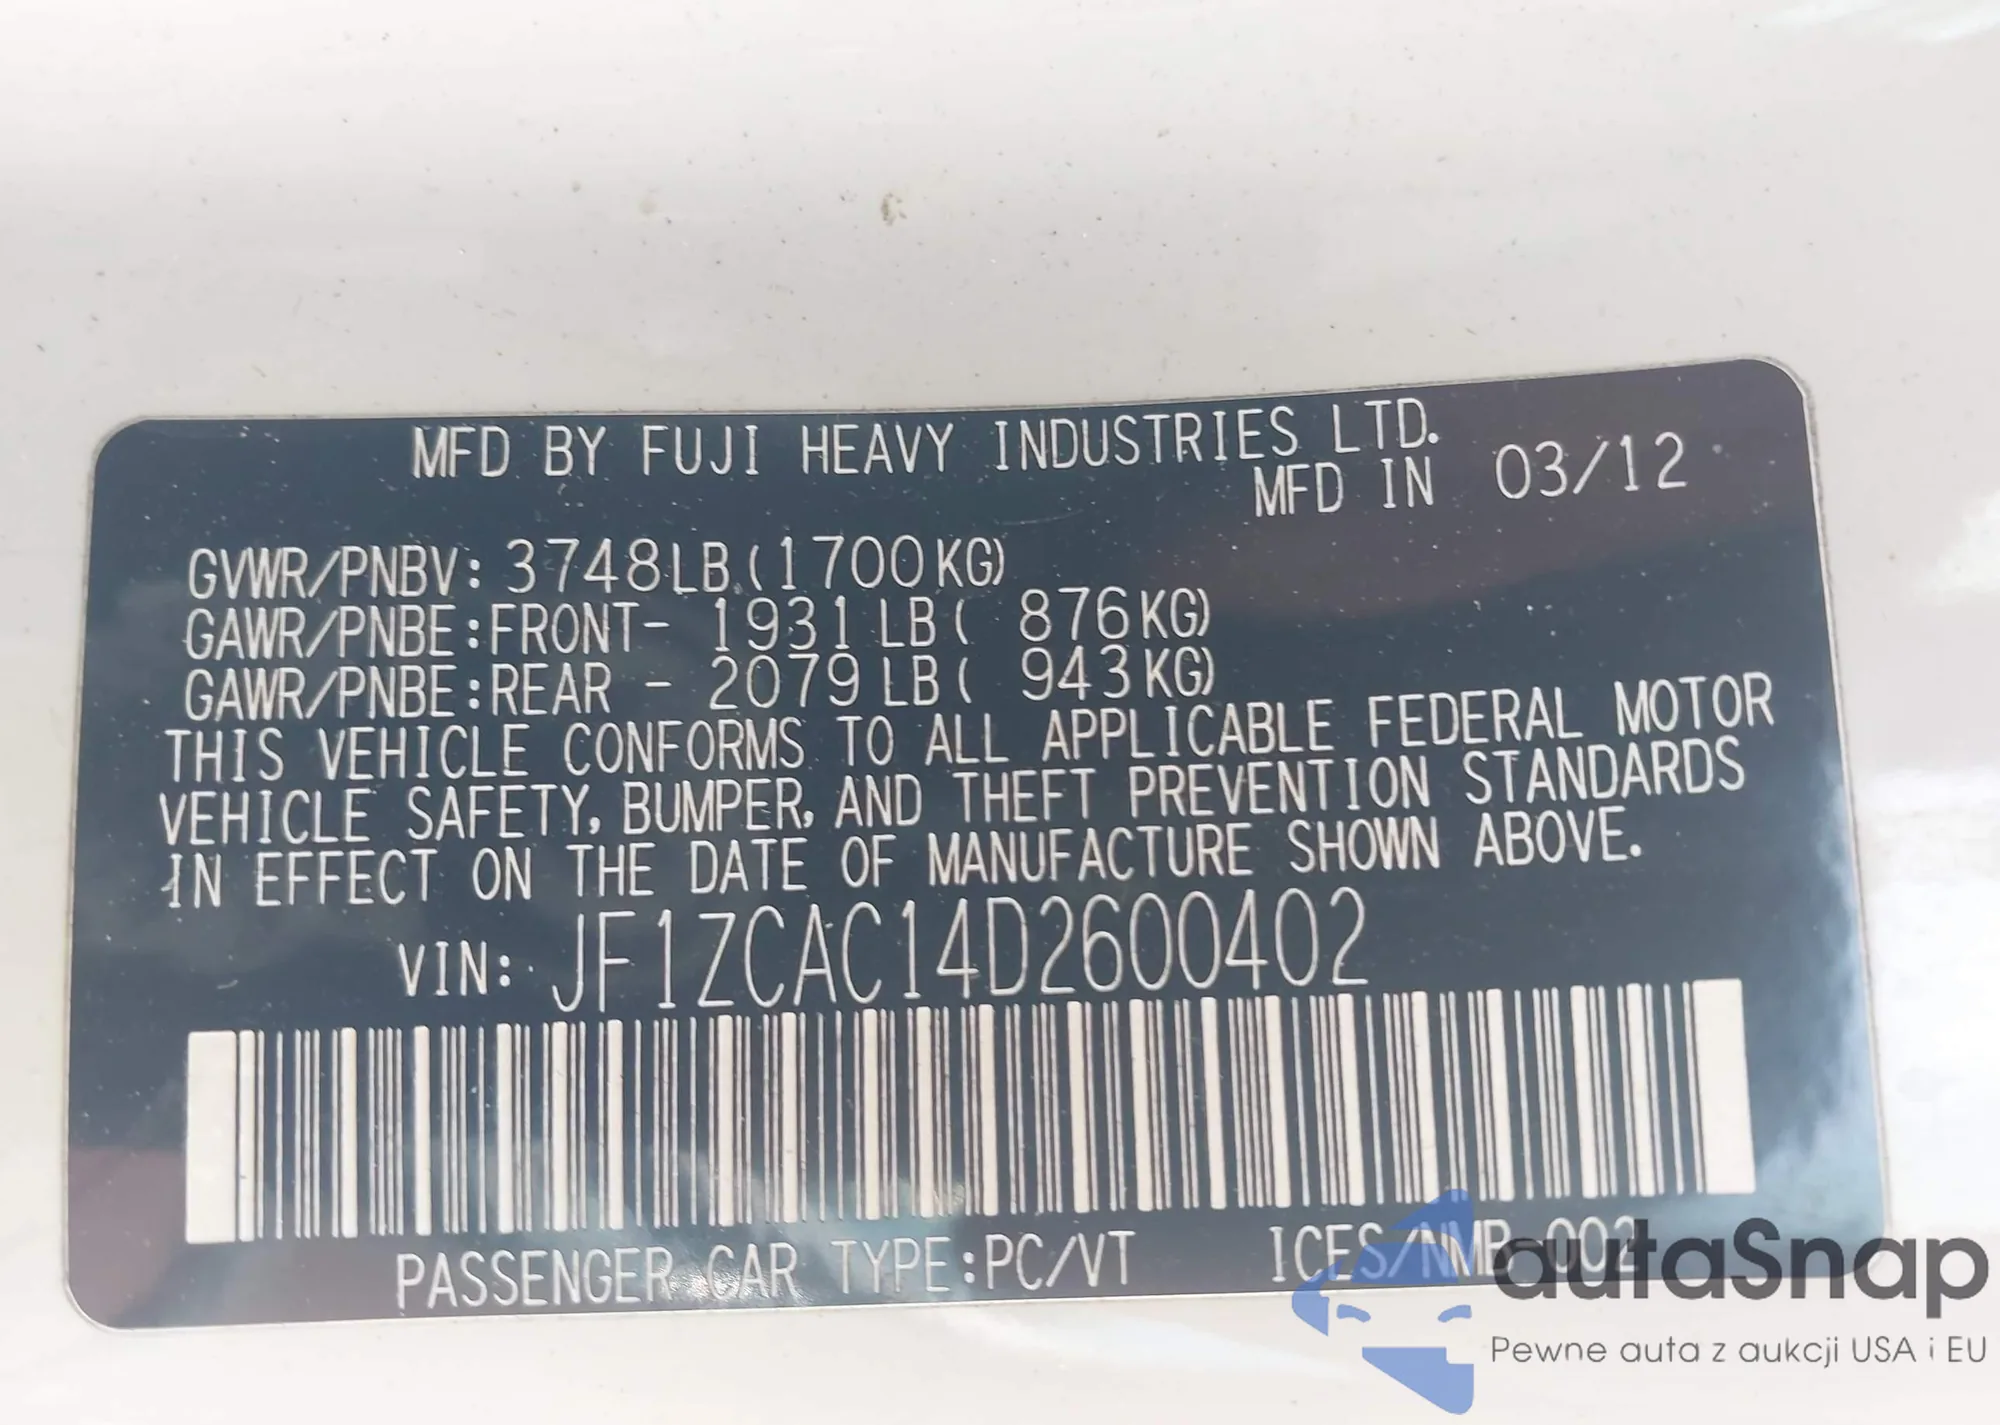 MFD BY FUJI HEAVY INDUSTRIES LTD.
MFD IN 03/12
GVWR/PNBV: 3748LB(1700KG)
GAWR/PNBE:FRONT- 1931LB( 876KG)
GAWR/PNBE:REAR - 2079LB( 943KG)
THIS VEHICLE CONFORMS TO ALL APPLICABLE FEDERAL MOTOR
VEHICLE SAFETY, BUMPER, AND THEFT PREVENTION STANDARDS
IN EFFECT ON THE DATE OF MANUFACTURE SHOWN ABOVE.
VIN: JF1ZCAC14D2600402
PASSENGER CAR TYPE:PC/VT ICES/NMB-002
autaSnap
Pewne auta z aukcji USA i EU